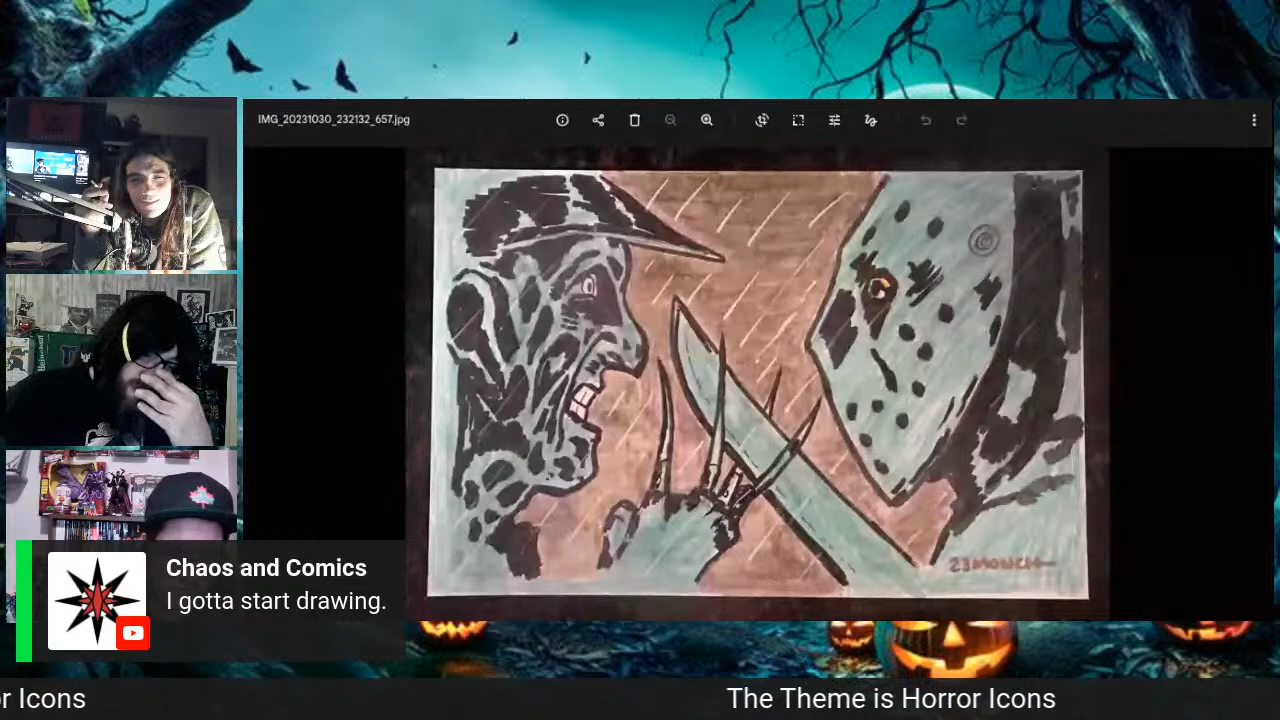 IMG_20231030_232132_657.jpg
Chaos and Comics
I gotta start drawing.
r Icons
The Theme is Horror Icons